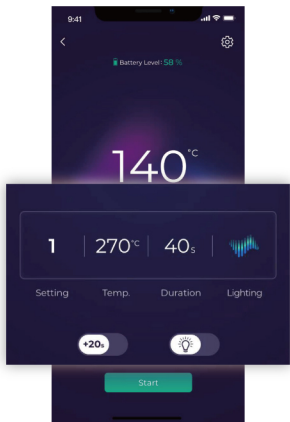 9:41
Battery Level: 58 %
140°C
1 270°C 40s
Setting Temp. Duration Lighting
+20s
Start